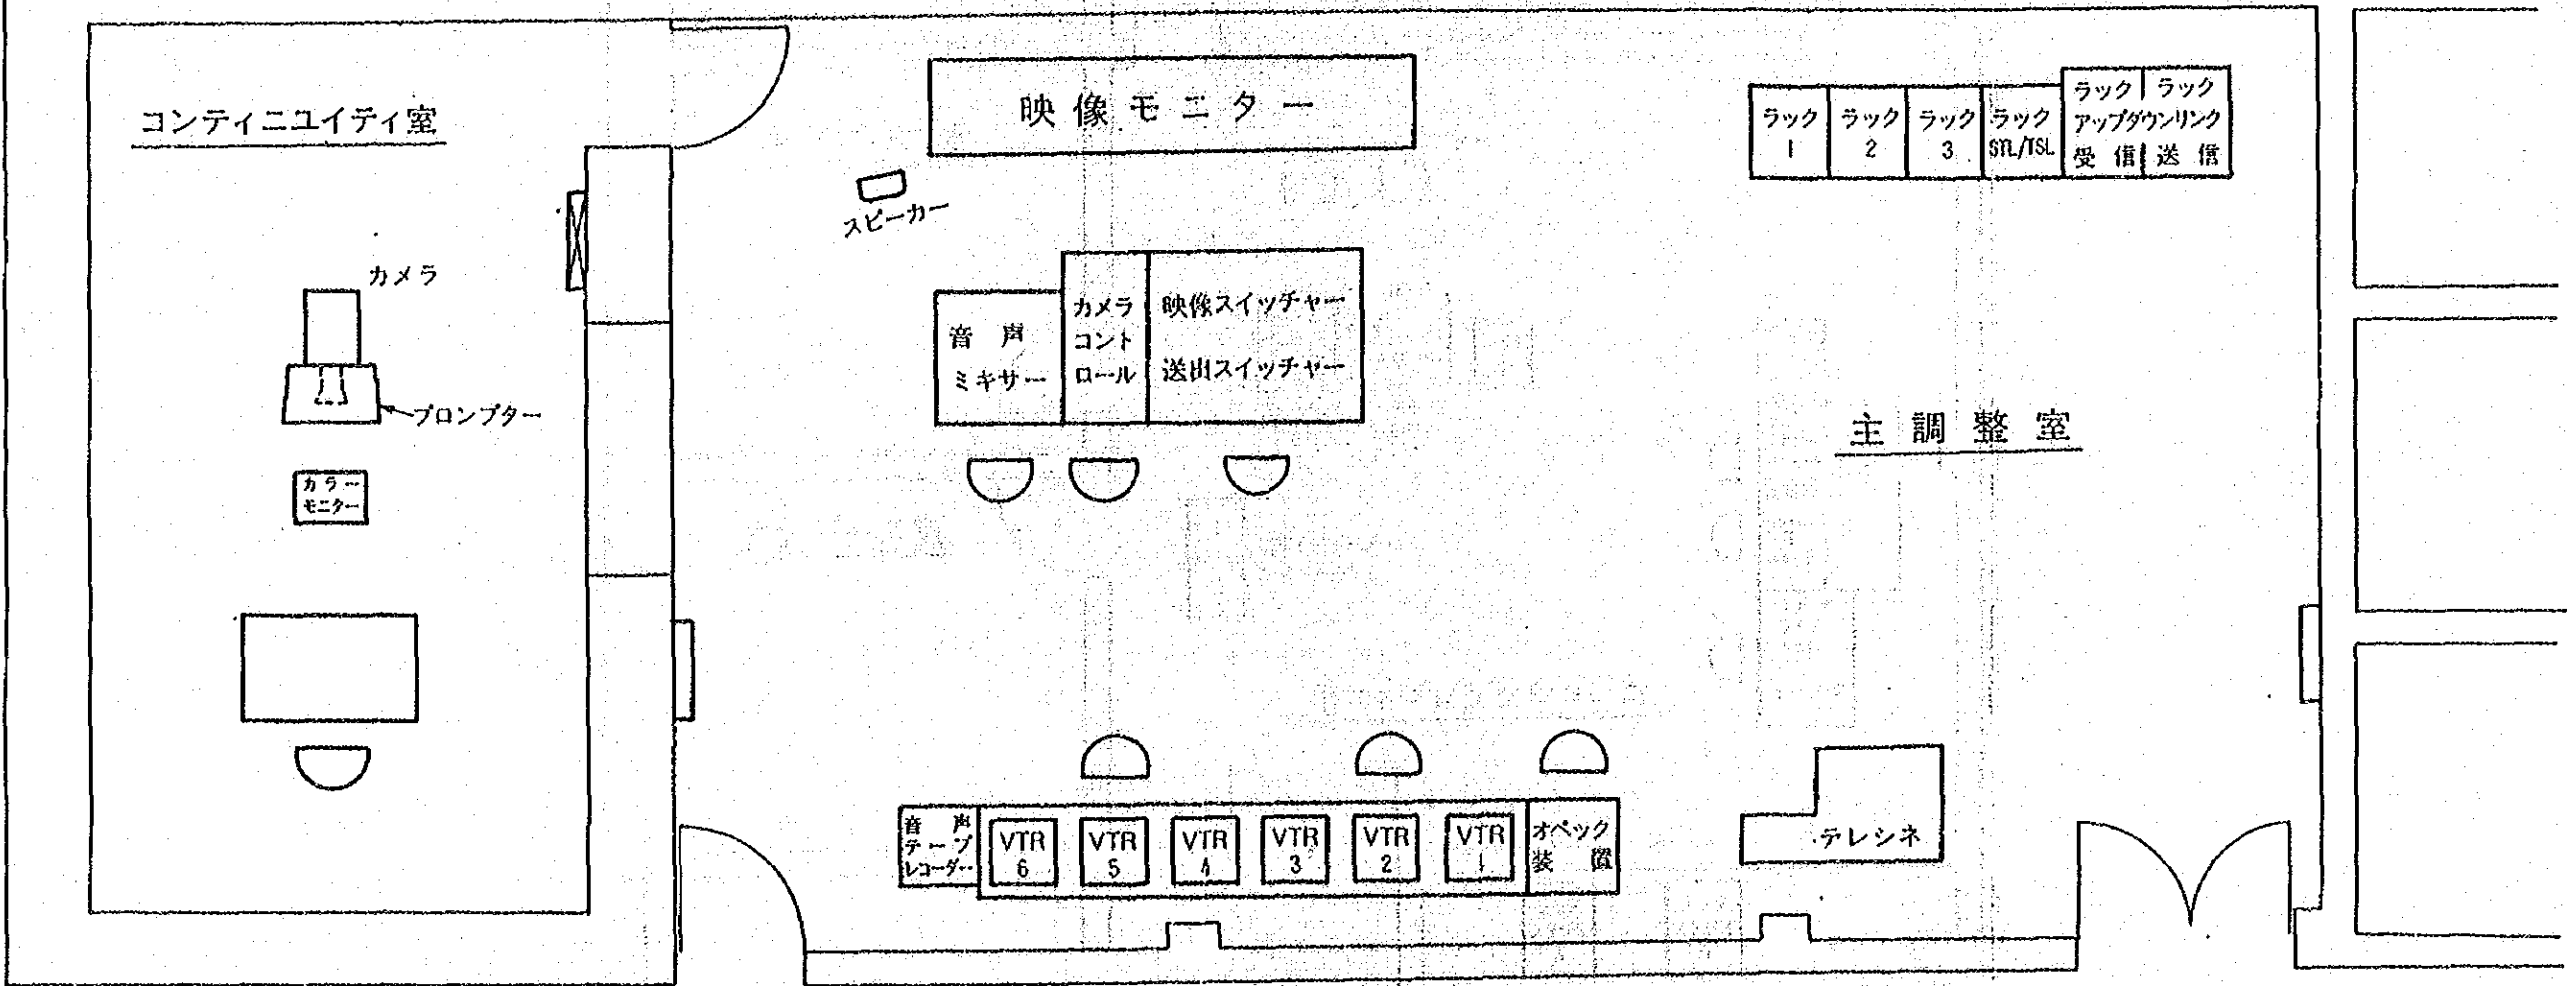 コンティニユイティ室
カメラ
プロンプター
カラー
モニター
映像モニター
スピーカー
音声
ミキサー
カメラ
コント
ロール
映像スイッチャー
送出スイッチャー
ラック
1
ラック
2
ラック
3
ラック
STL/TSL
ラック ラック
アップダウンリンク
受信 送信
主調整室
音声
テープ
レコーダー
VTR
6
VTR
5
VTR
4
VTR
3
VTR
2
VTR
1
オペック
装置
テレシネ